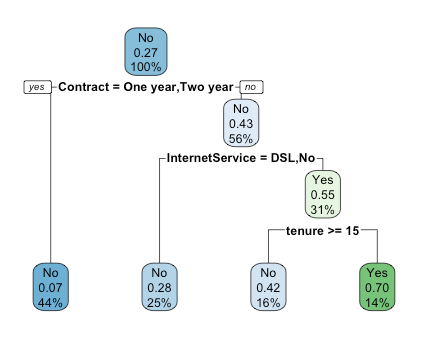 No
0.27
100%
yes Contract = One year,Two year no
No
0.43
56%
InternetService = DSL,No
Yes
0.55
31%
tenure >= 15
No
0.07
44%
No
0.28
25%
No
0.42
16%
Yes
0.70
14%